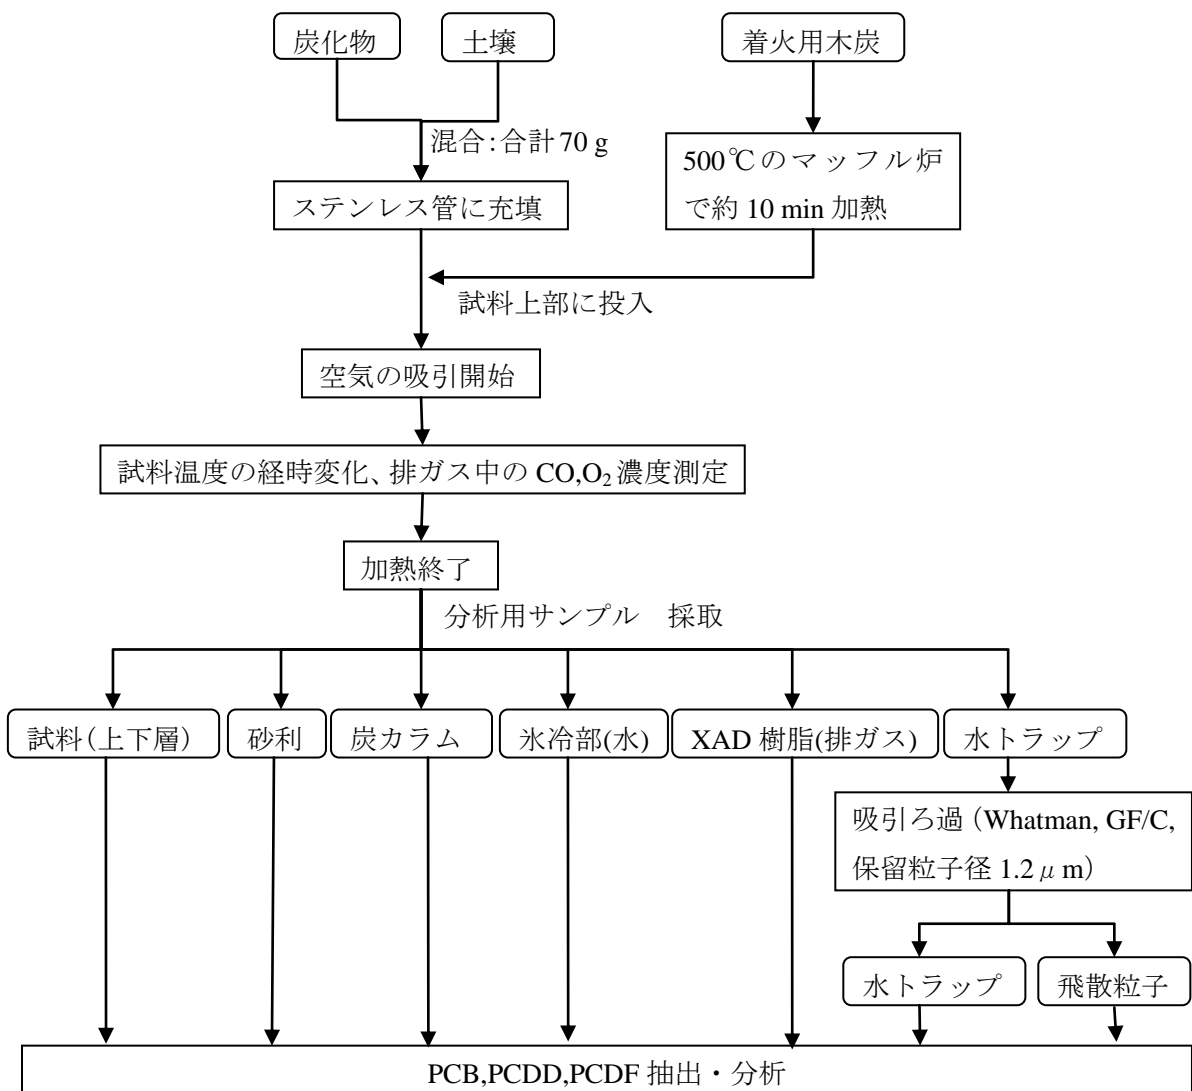 炭化物
土壌
着火用木炭
混合:合計 70 g
500℃のマッフル炉
で約 10 min 加熱
ステンレス管に充填
試料上部に投入
空気の吸引開始
試料温度の経時変化、排ガス中の CO,O₂ 濃度測定
加熱終了
分析用サンプル　採取
試料(上下層)
砂利
炭カラム
氷冷部(水)
XAD 樹脂(排ガス)
水トラップ
吸引ろ過(Whatman, GF/C,
保留粒子径 1.2μm)
水トラップ
飛散粒子
PCB,PCDD,PCDF 抽出・分析